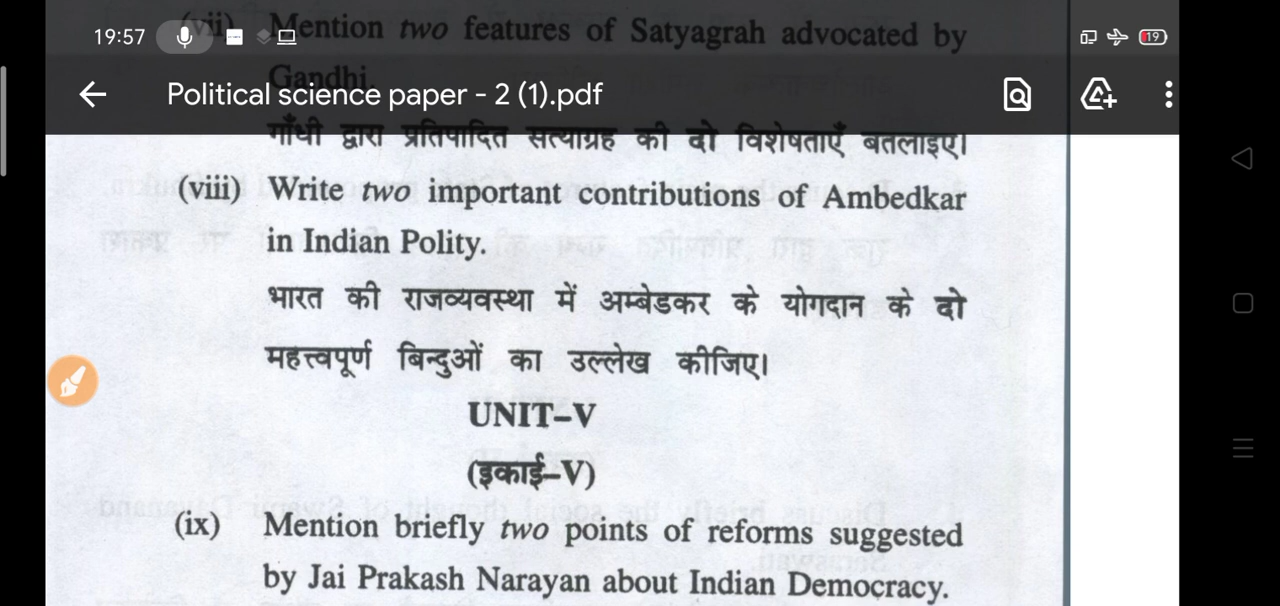 19:57
19
(vii) Mention two features of Satyagrah advocated by
Gandhi.
Political science paper - 2 (1).pdf
गाँधी द्वारा प्रतिपादित सत्याग्रह की दो विशेषताएँ बतलाइए।
(viii) Write two important contributions of Ambedkar
in Indian Polity.
भारत की राजव्यवस्था में अम्बेडकर के योगदान के दो
महत्त्वपूर्ण बिन्दुओं का उल्लेख कीजिए।
UNIT–V
(इकाई–V)
(ix) Mention briefly two points of reforms suggested
by Jai Prakash Narayan about Indian Democracy.